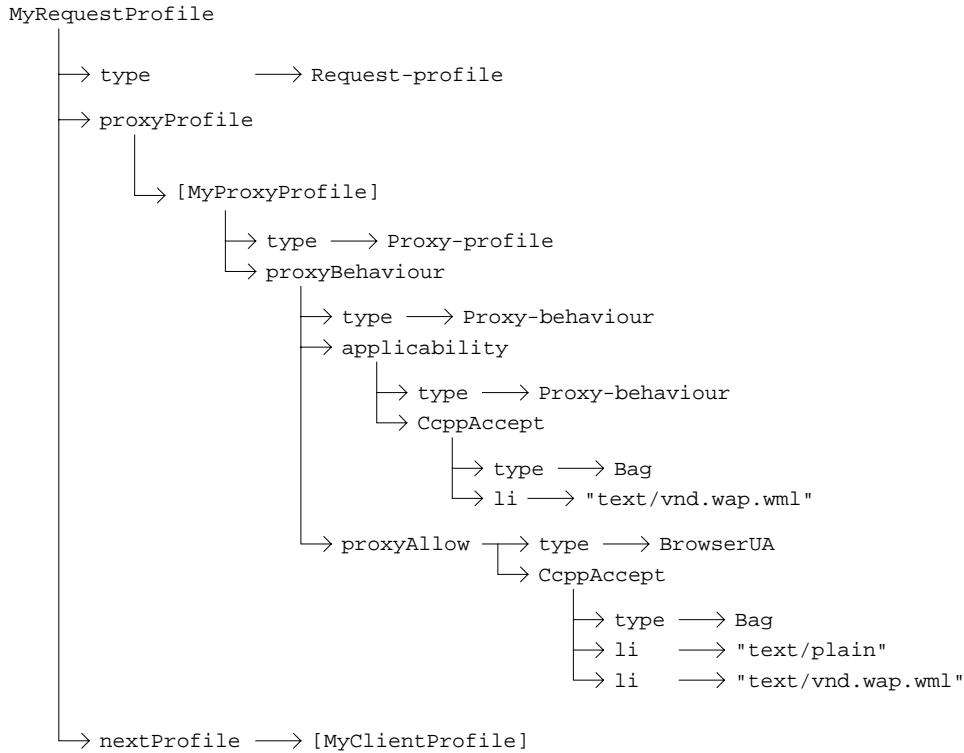 MyRequestProfile
type Request-profile
proxyProfile
[MyProxyProfile]
type Proxy-profile
proxyBehaviour
type Proxy-behaviour
applicability
type Proxy-behaviour
CcppAccept
type Bag
li "text/vnd.wap.wml"
proxyAllow type BrowserUA
CcppAccept
type Bag
li "text/plain"
li "text/vnd.wap.wml"
nextProfile [MyClientProfile]